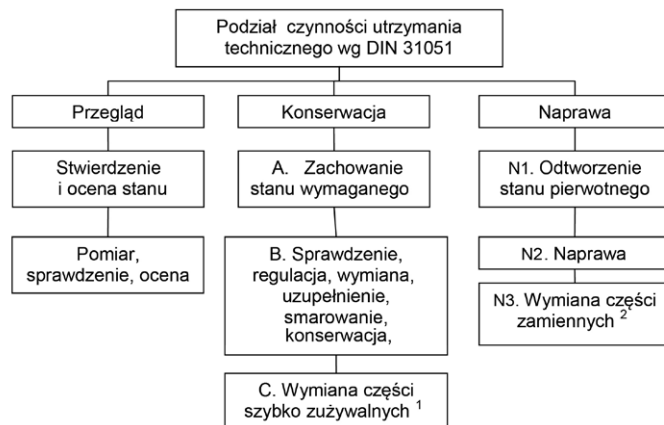 Podział czynności utrzymania
technicznego wg DIN 31051
Przegląd
Konserwacja
Naprawa
Stwierdzenie
i ocena stanu
A. Zachowanie
stanu wymaganego
N1. Odtworzenie
stanu pierwotnego
Pomiar,
sprawdzenie, ocena
B. Sprawdzenie,
regulacja, wymiana,
uzupełnienie,
smarowanie,
konserwacja,
N2. Naprawa
N3. Wymiana części
zamiennych ²
C. Wymiana części
szybko zużywalnych ¹